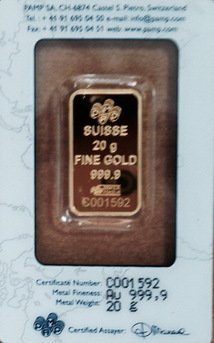 PAMP SA, CH-6874 Castel S. Pietro, Switzerland
Tel.: + 41 91 695 04 50 e-mail: info@pamp.com
Fax: + 41 91 695 04 51 web: www.pamp.com
SUISSE
20 g
FINE GOLD
999.9
C001592
Certificate Number: C001592
Metal Fineness: Au 999,9
Metal Weight: 20 g
Certified Assayer: